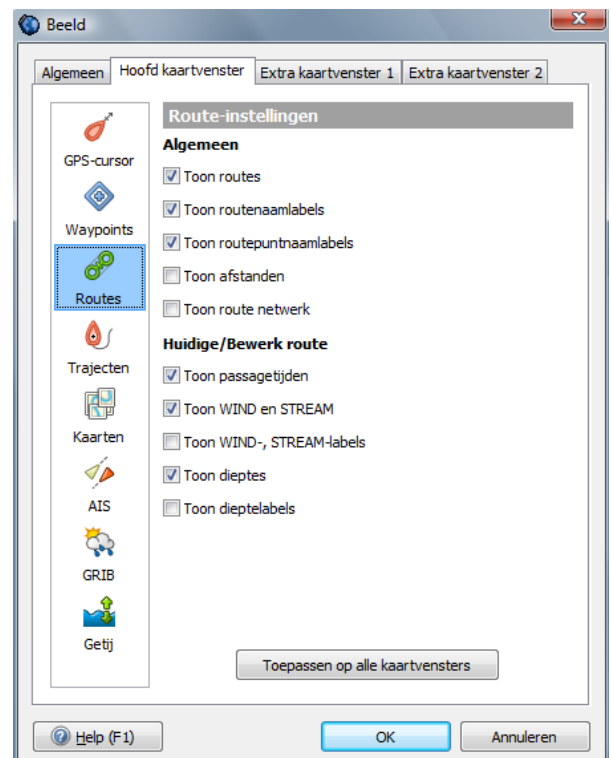 Beeld
Algemeen Hoofd kaartvenster Extra kaartvenster 1 Extra kaartvenster 2
GPS-cursor
Waypoints
Routes
Trajecten
Kaarten
AIS
GRIB
Getij
Route-instellingen
Algemeen
Toon routes
Toon routenaamlabels
Toon routepuntnaamlabels
Toon afstanden
Toon route netwerk
Huidige/Bewerk route
Toon passagetijden
Toon WIND en STREAM
Toon WIND-, STREAM-labels
Toon dieptes
Toon dieptelabels
Toepassen op alle kaartvensters
Help (F1) OK Annuleren